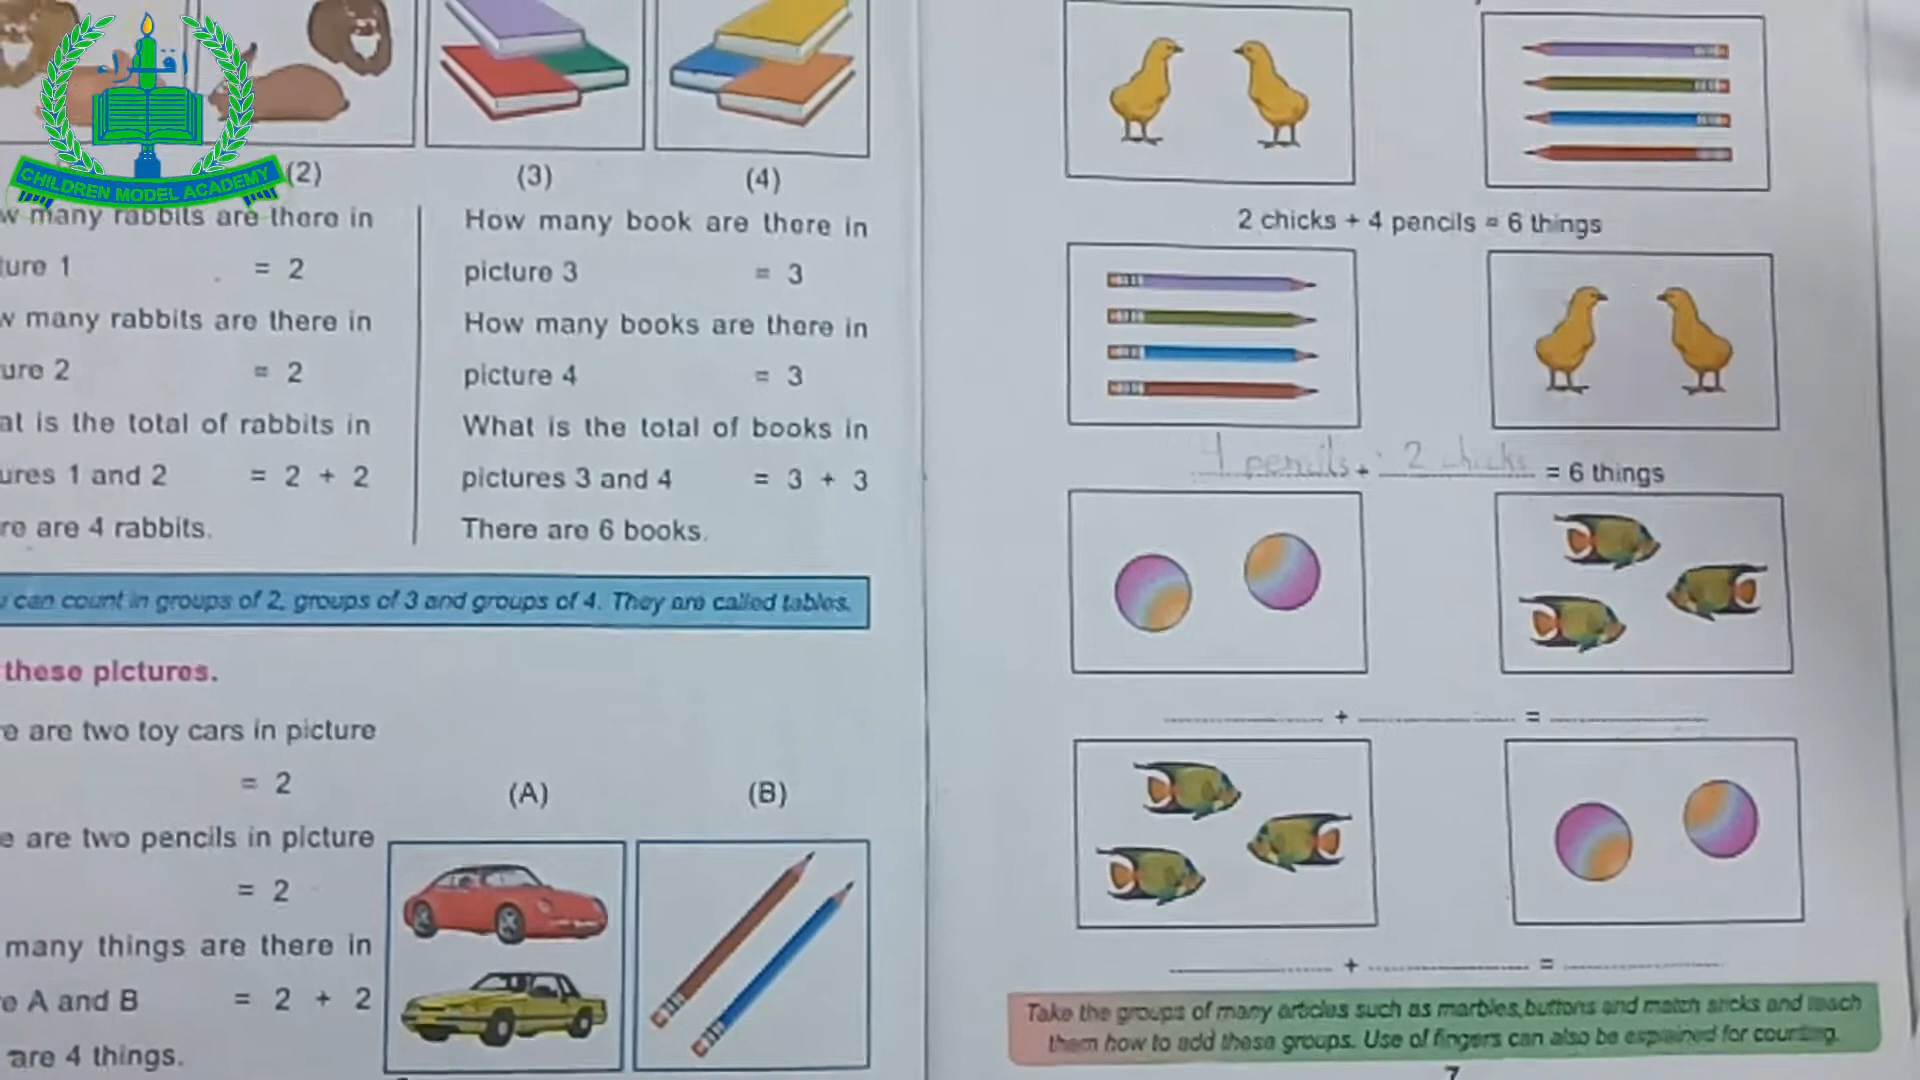 اقراء
CHILDREN MODEL ACADEMY
(2)
many rabbits are there in
1 = 2
many rabbits are there in
2 = 2
is the total of rabbits in
1 and 2 = 2 + 2
are 4 rabbits.
(3) (4)
How many book are there in
picture 3 = 3
How many books are there in
picture 4 = 3
What is the total of books in
pictures 3 and 4 = 3 + 3
There are 6 books.
can count in groups of 2, groups of 3 and groups of 4. They are called tables.
these pictures.
are two toy cars in picture
= 2
are two pencils in picture
= 2
many things are there in
A and B = 2 + 2
are 4 things.
(A) (B)
2 chicks + 4 pencils = 6 things
4 pencils + 2 chicks = 6 things
+ =
+ =
Take the groups of many articles such as marbles, buttons and match sticks and teach
them how to add these groups. Use of fingers can also be explained for counting.
7